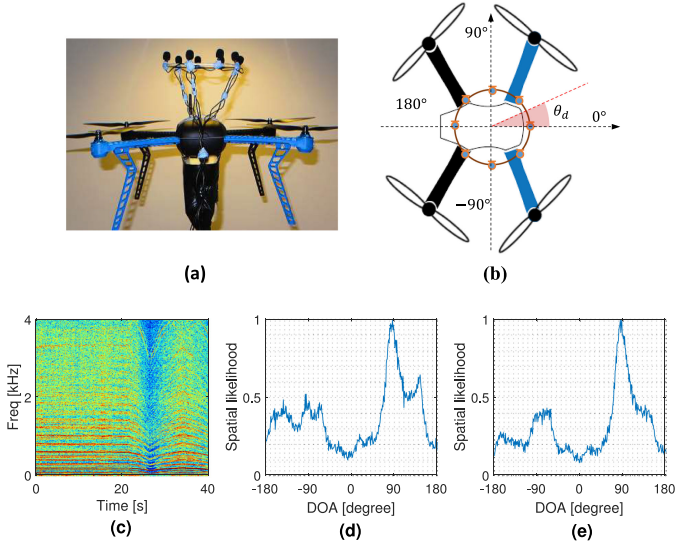 90°
180°
θd
0°
−90°
(a)
(b)
4
2
0
Freq [kHz]
0 20 40
Time [s]
(c)
1
0.5
0
Spatial likelihood
-180 -90 0 90 180
DOA [degree]
(d)
1
0.5
0
Spatial likelihood
-180 -90 0 90 180
DOA [degree]
(e)